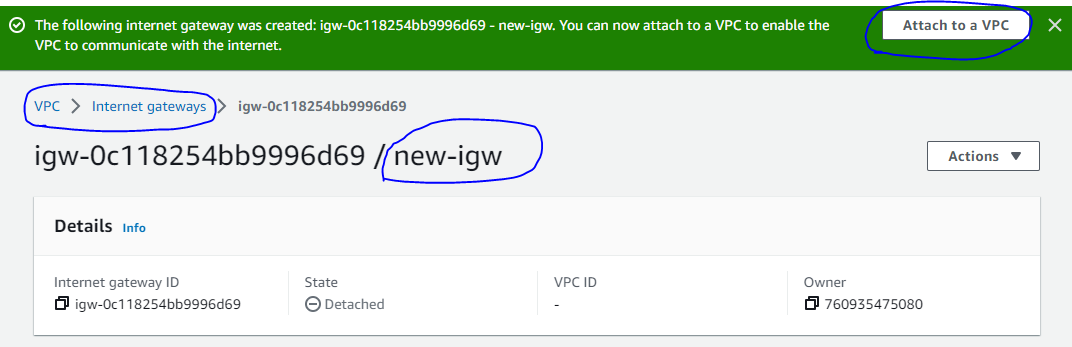 The following internet gateway was created: igw-0c118254bb9996d69 - new-igw. You can now attach to a VPC to enable the
VPC to communicate with the internet.
Attach to a VPC
VPC > Internet gateways > igw-0c118254bb9996d69
igw-0c118254bb9996d69 / new-igw
Actions
Details Info
Internet gateway ID
igw-0c118254bb9996d69
State
Detached
VPC ID
-
Owner
760935475080